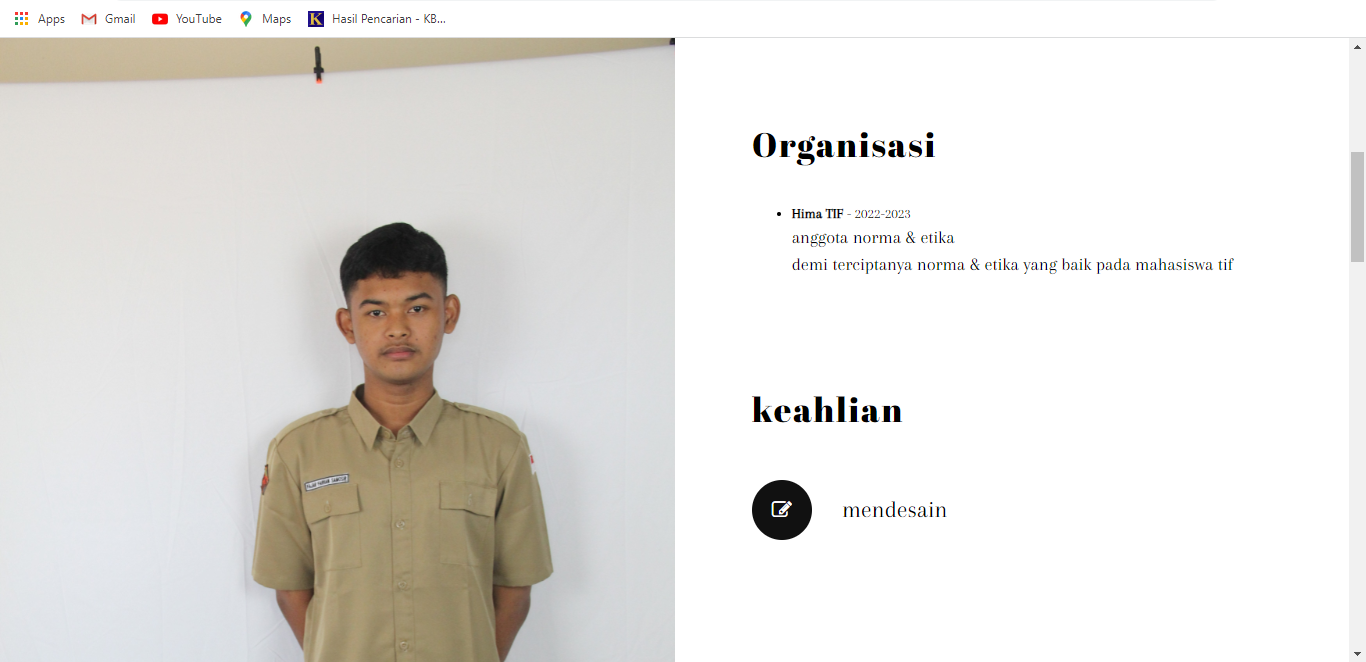 Apps Gmail YouTube Maps Hasil Pencarian - KB...
Organisasi
Hima TIF - 2022-2023
anggota norma & etika
demi terciptanya norma & etika yang baik pada mahasiswa tif
keahlian
mendesain